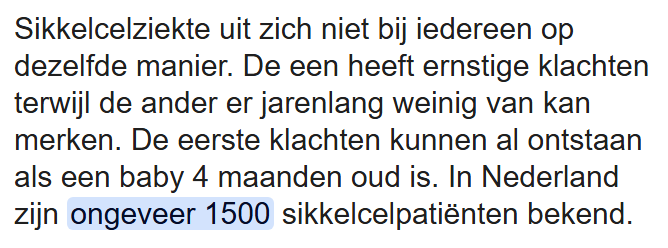 Sikkelcelziekte uit zich niet bij iedereen op
dezelfde manier. De een heeft ernstige klachten
terwijl de ander er jarenlang weinig van kan
merken. De eerste klachten kunnen al ontstaan
als een baby 4 maanden oud is. In Nederland
zijn ongeveer 1500 sikkelcelpatiënten bekend.